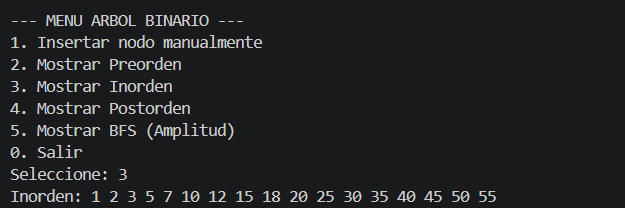 --- MENU ARBOL BINARIO ---
1. Insertar nodo manualmente
2. Mostrar Preorden
3. Mostrar Inorden
4. Mostrar Postorden
5. Mostrar BFS (Amplitud)
0. Salir
Seleccione: 3
Inorden: 1 2 3 5 7 10 12 15 18 20 25 30 35 40 45 50 55